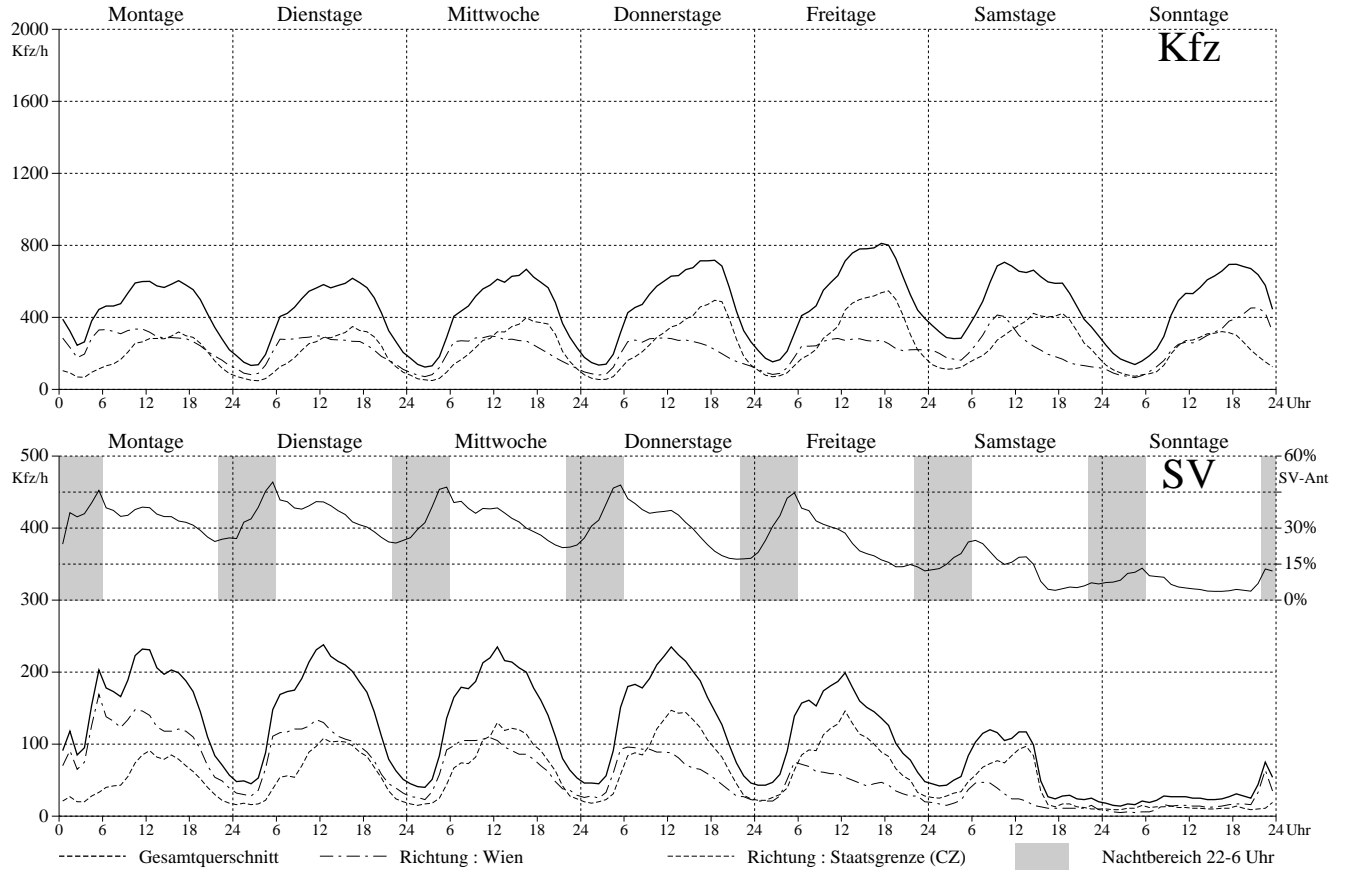 Montage Dienstage Mittwoche Donnerstage Freitage Samstage Sonntage
2000
Kfz/h
Kfz
1600
1200
800
400
0
0 6 12 18 24 6 12 18 24 6 12 18 24 6 12 18 24 6 12 18 24 6 12 18 24 6 12 18 24 Uhr
Montage Dienstage Mittwoche Donnerstage Freitage Samstage Sonntage
500 60%
Kfz/h SV SV-Ant
400 30%
15%
300 0%
200
100
0
0 6 12 18 24 6 12 18 24 6 12 18 24 6 12 18 24 6 12 18 24 6 12 18 24 6 12 18 24 Uhr
Gesamtquerschnitt Richtung : Wien Richtung : Staatsgrenze (CZ) Nachtbereich 22-6 Uhr